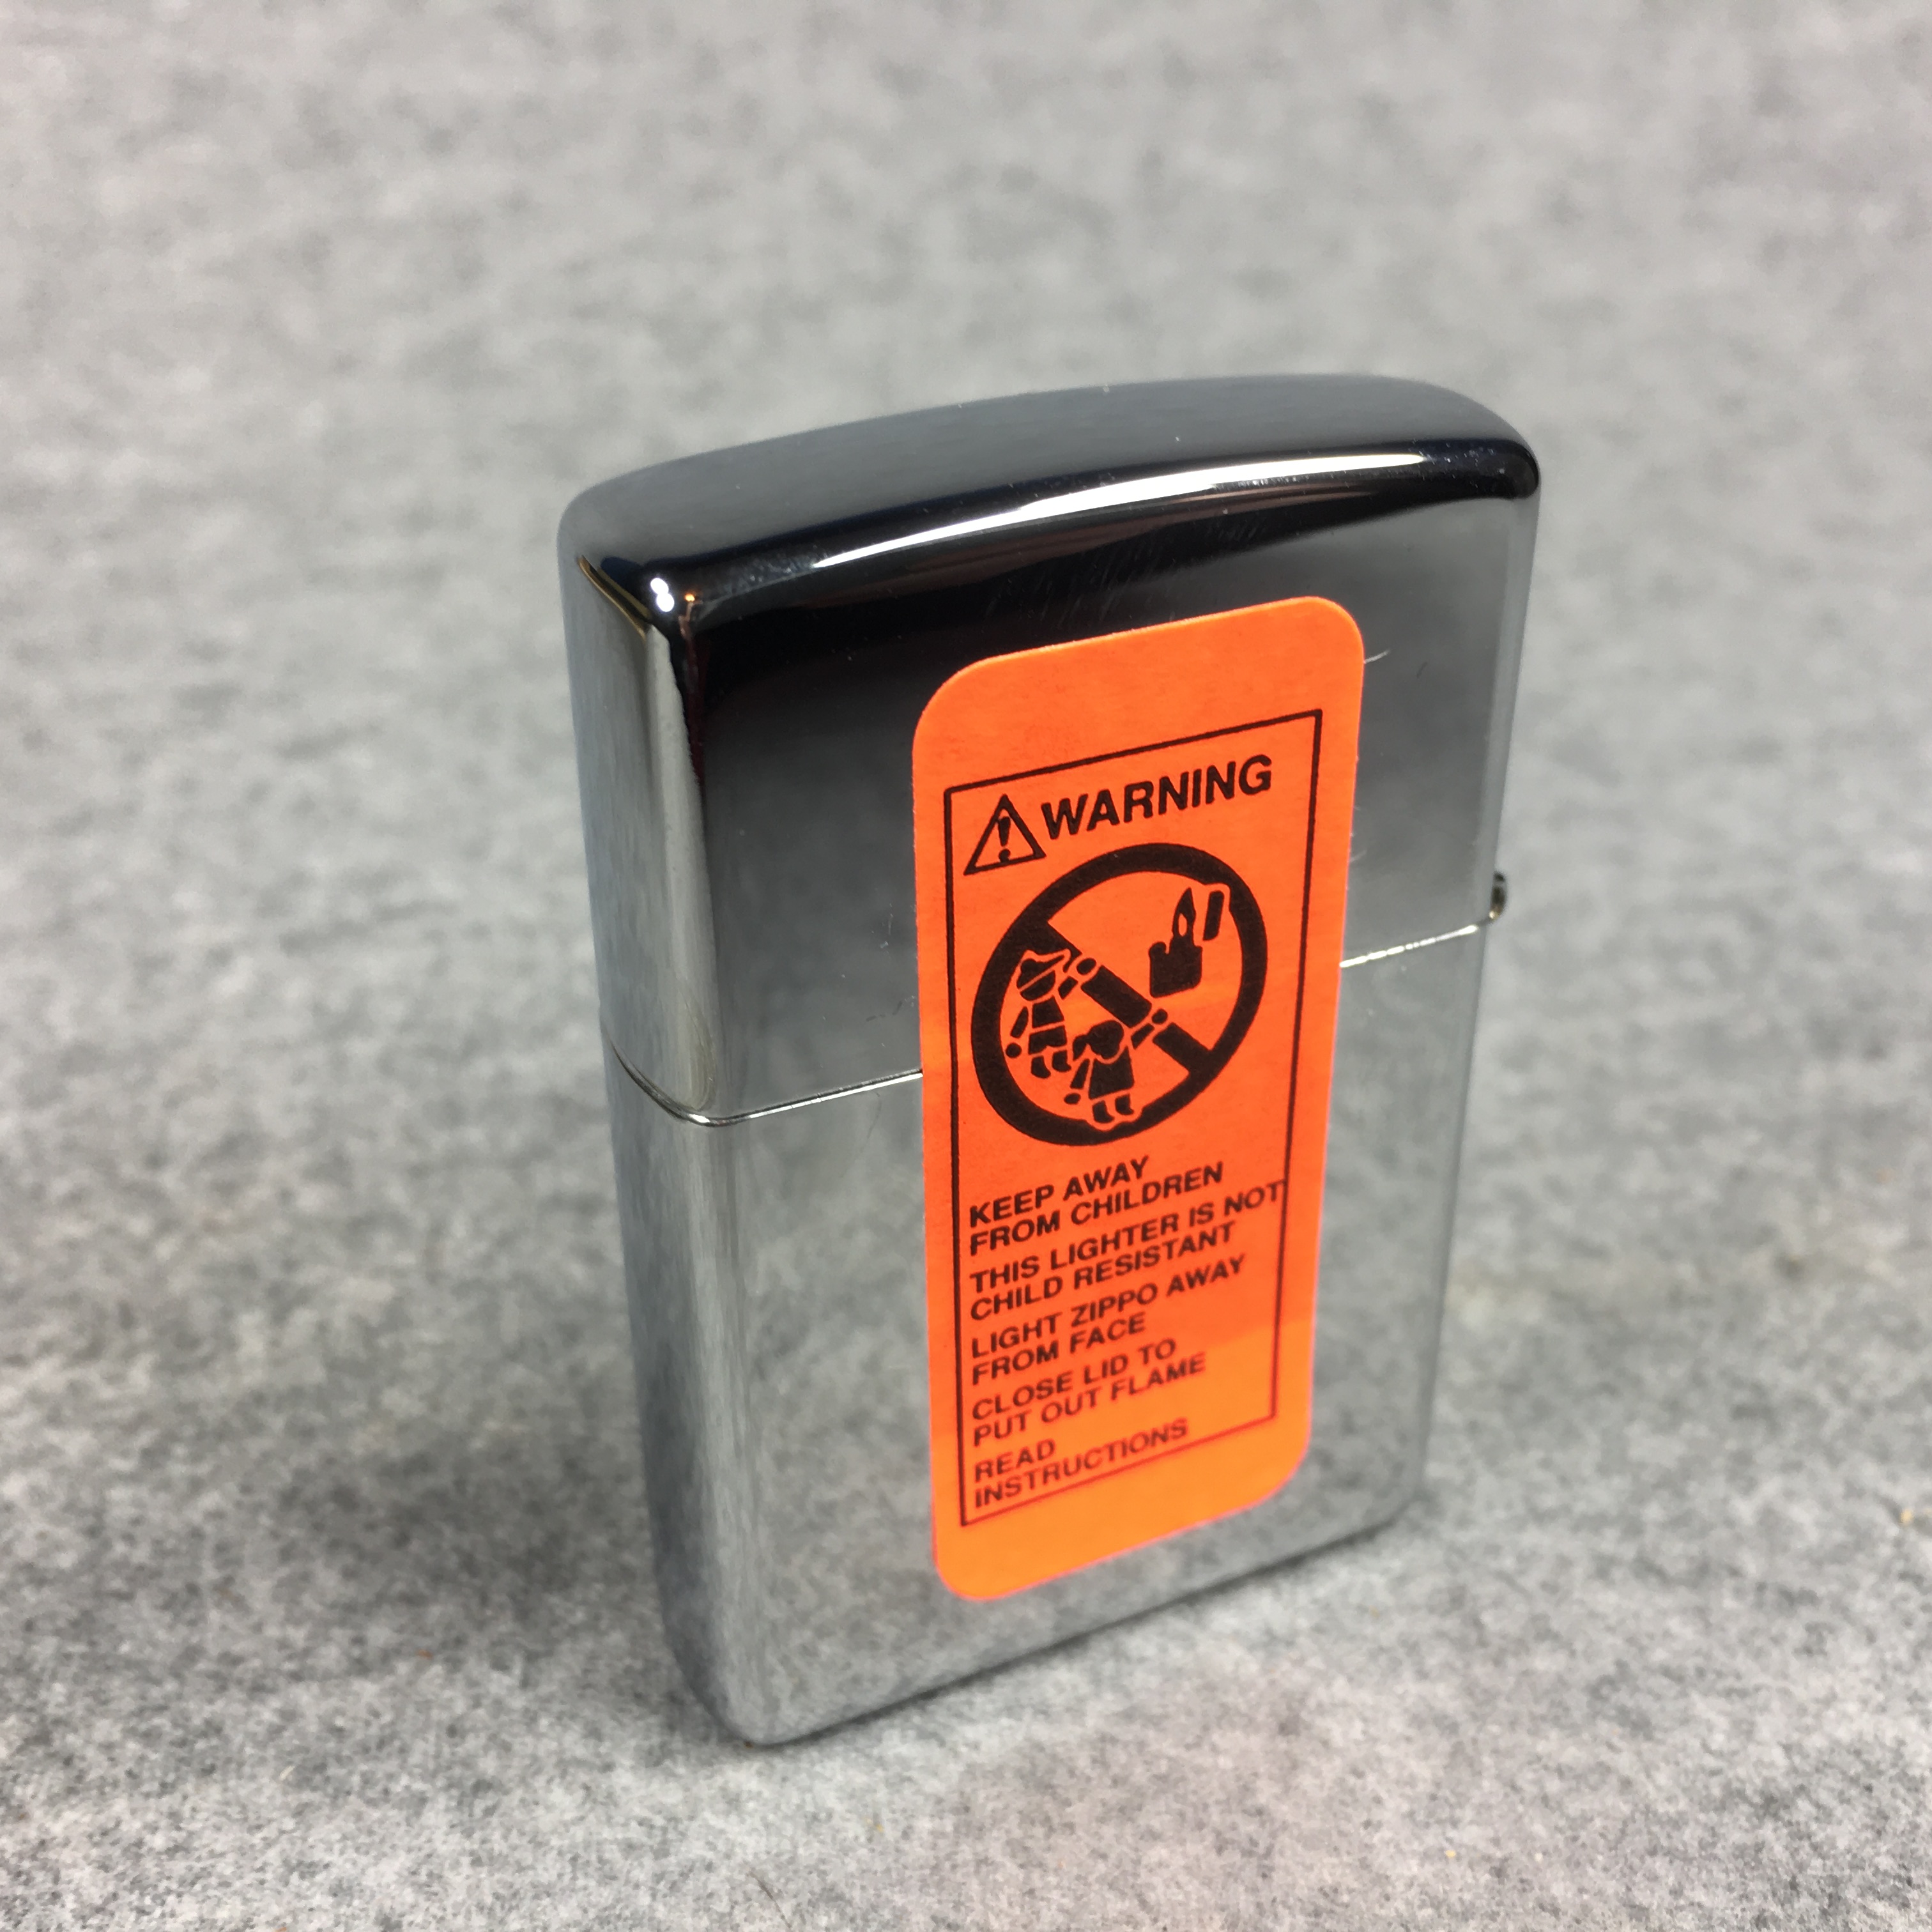 WARNING
KEEP AWAY
FROM CHILDREN
THIS LIGHTER IS NOT
CHILD RESISTANT
LIGHT ZIPPO AWAY
FROM FACE
CLOSE LID TO
PUT OUT FLAME
READ
INSTRUCTIONS